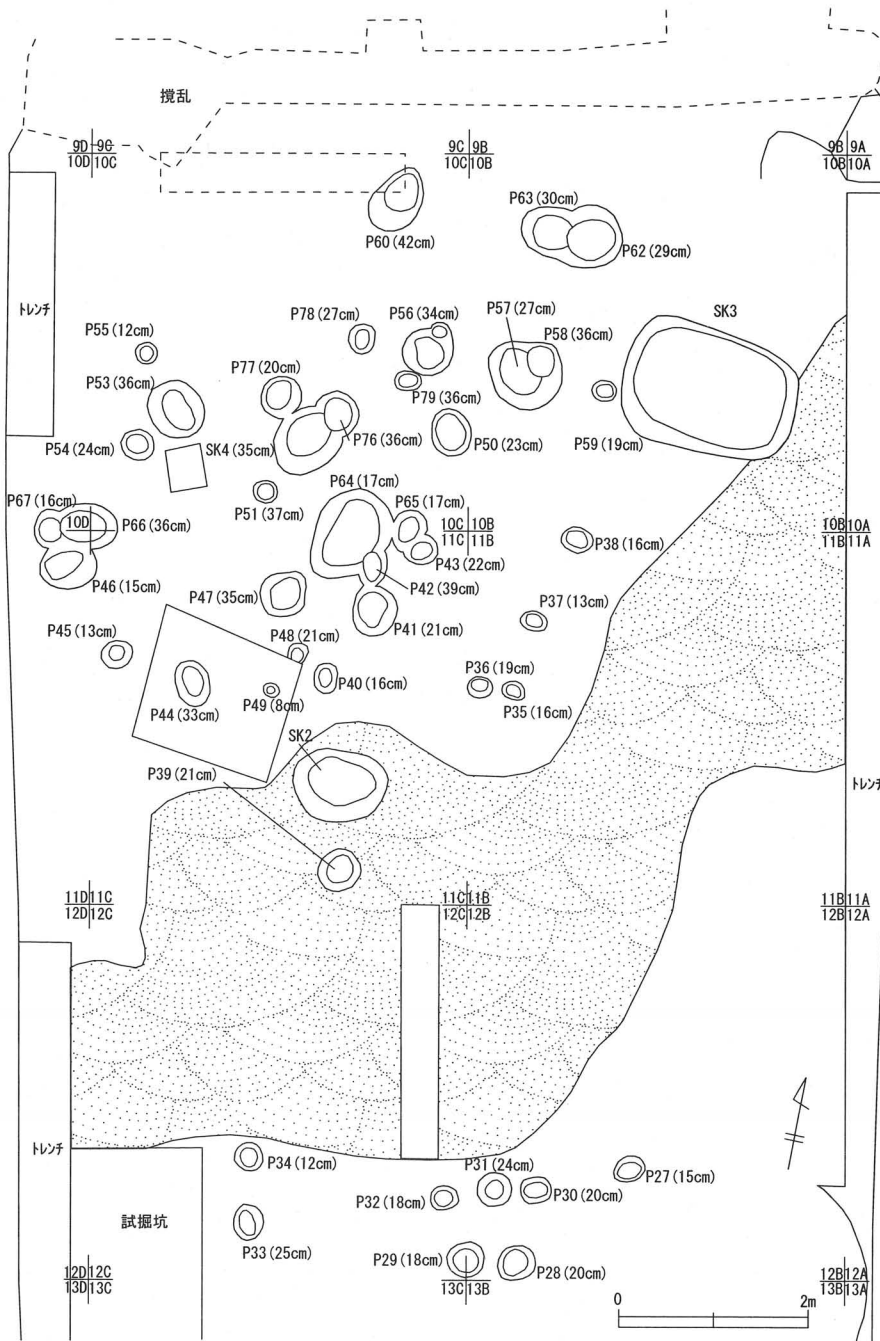 撹乱
9D 9C
10D 10C
9C 9B
10C 10B
9B 9A
10B 10A
P63(30cm)
P60(42cm)
P62(29cm)
トレンチ
P55(12cm)
P78(27cm)
P56(34cm)
P57(27cm)
P58(36cm)
SK3
P53(36cm)
P77(20cm)
P79(36cm)
P54(24cm)
SK4(35cm)
P76(36cm)
P50(23cm)
P59(19cm)
P64(17cm)
P67(16cm)
P51(37cm)
P65(17cm)
10D
P66(36cm)
10C 10B
11C 11B
10B 10A
11B 11A
P43(22cm)
P38(16cm)
P46(15cm)
P47(35cm)
P42(39cm)
P41(21cm)
P37(13cm)
P45(13cm)
P48(21cm)
P40(16cm)
P36(19cm)
P35(16cm)
P44(33cm)
P49(8cm)
SK2
P39(21cm)
トレンチ
11D 11C
12D 12C
11C 11B
12C 12B
11B 11A
12B 12A
トレンチ
P34(12cm)
P31(24cm)
P27(15cm)
P32(18cm)
P30(20cm)
試掘坑
P33(25cm)
P29(18cm)
P28(20cm)
12D 12C
13D 13C
13C 13B
12B 12A
13B 13A
0
2m